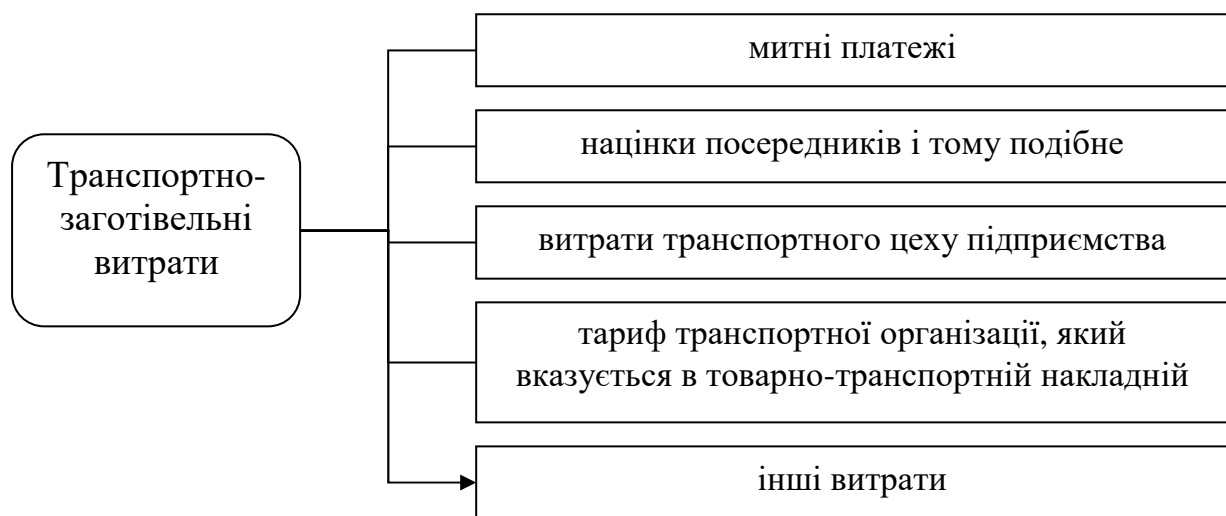 Транспортно-
заготівельні
витрати
митні платежі
націнки посередників і тому подібне
витрати транспортного цеху підприємства
тариф транспортної організації, який
вказується в товарно-транспортній накладній
інші витрати